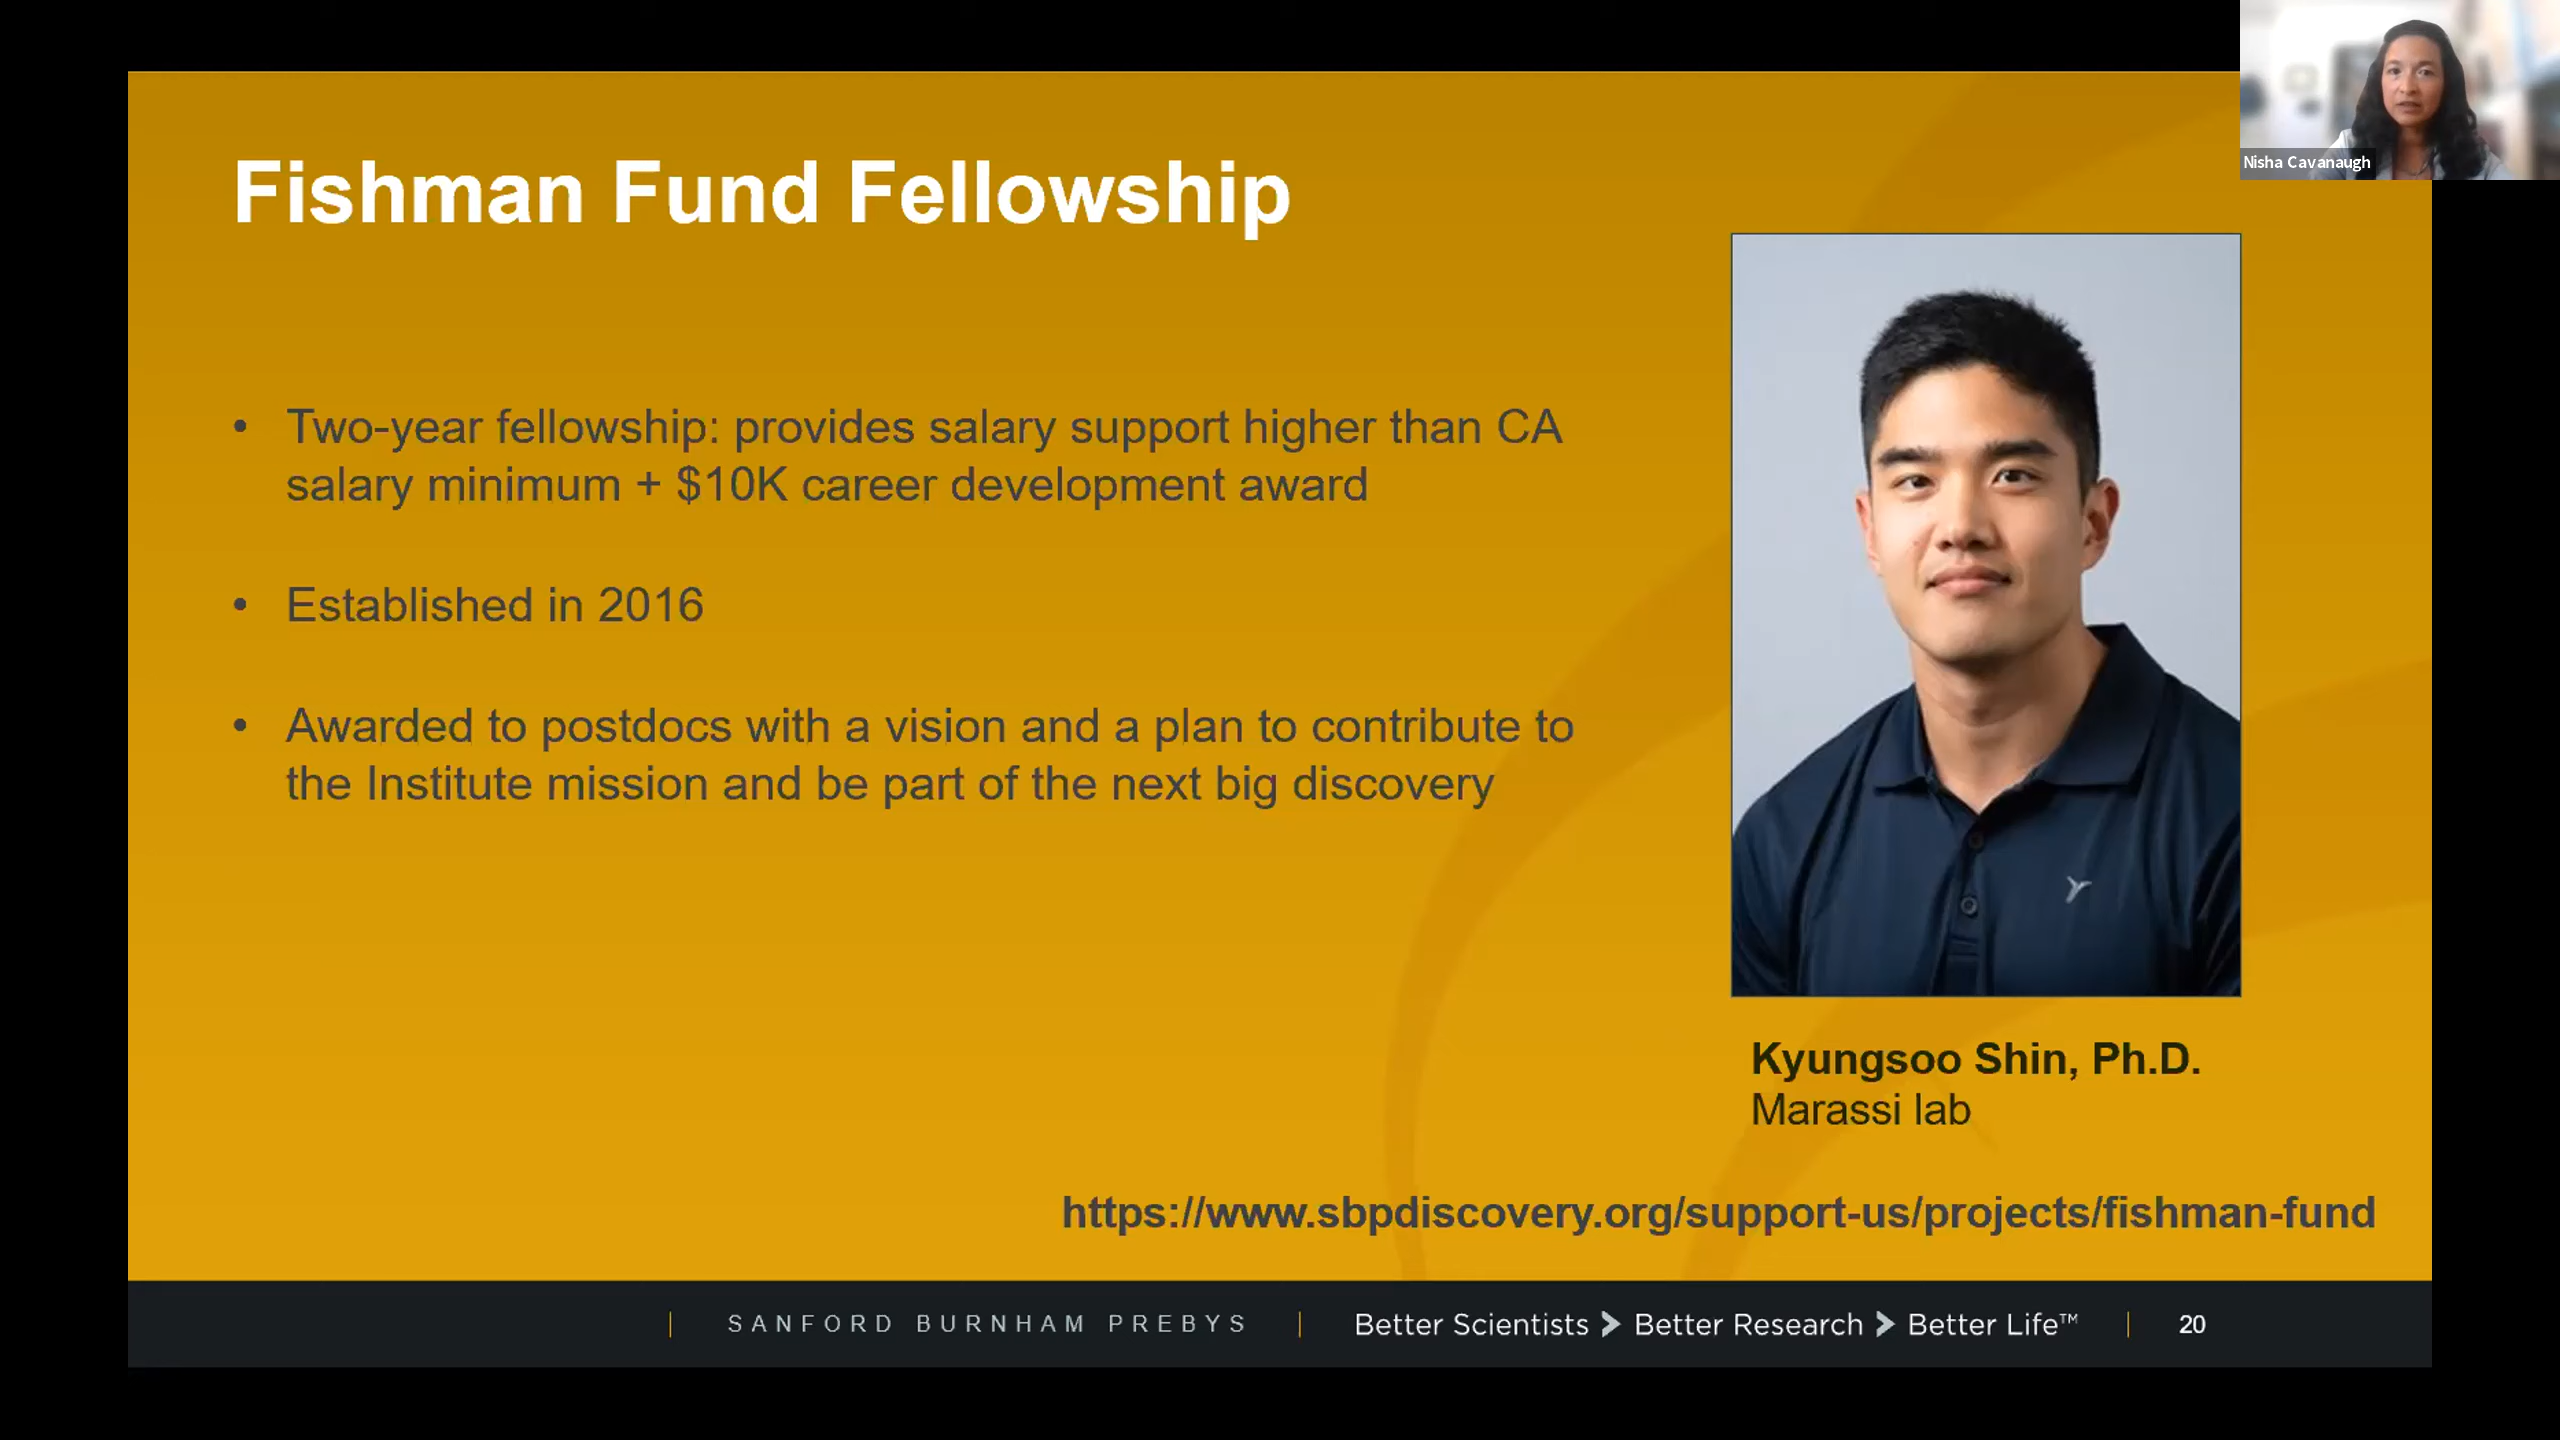 Nisha Cavanaugh
Fishman Fund Fellowship
• Two-year fellowship: provides salary support higher than CA
salary minimum + $10K career development award
• Established in 2016
• Awarded to postdocs with a vision and a plan to contribute to
the Institute mission and be part of the next big discovery
Kyungsoo Shin, Ph.D.
Marassi lab
https://www.sbpdiscovery.org/support-us/projects/fishman-fund
SANFORD BURNHAM PREBYS
Better Scientists > Better Research > Better Life™
20